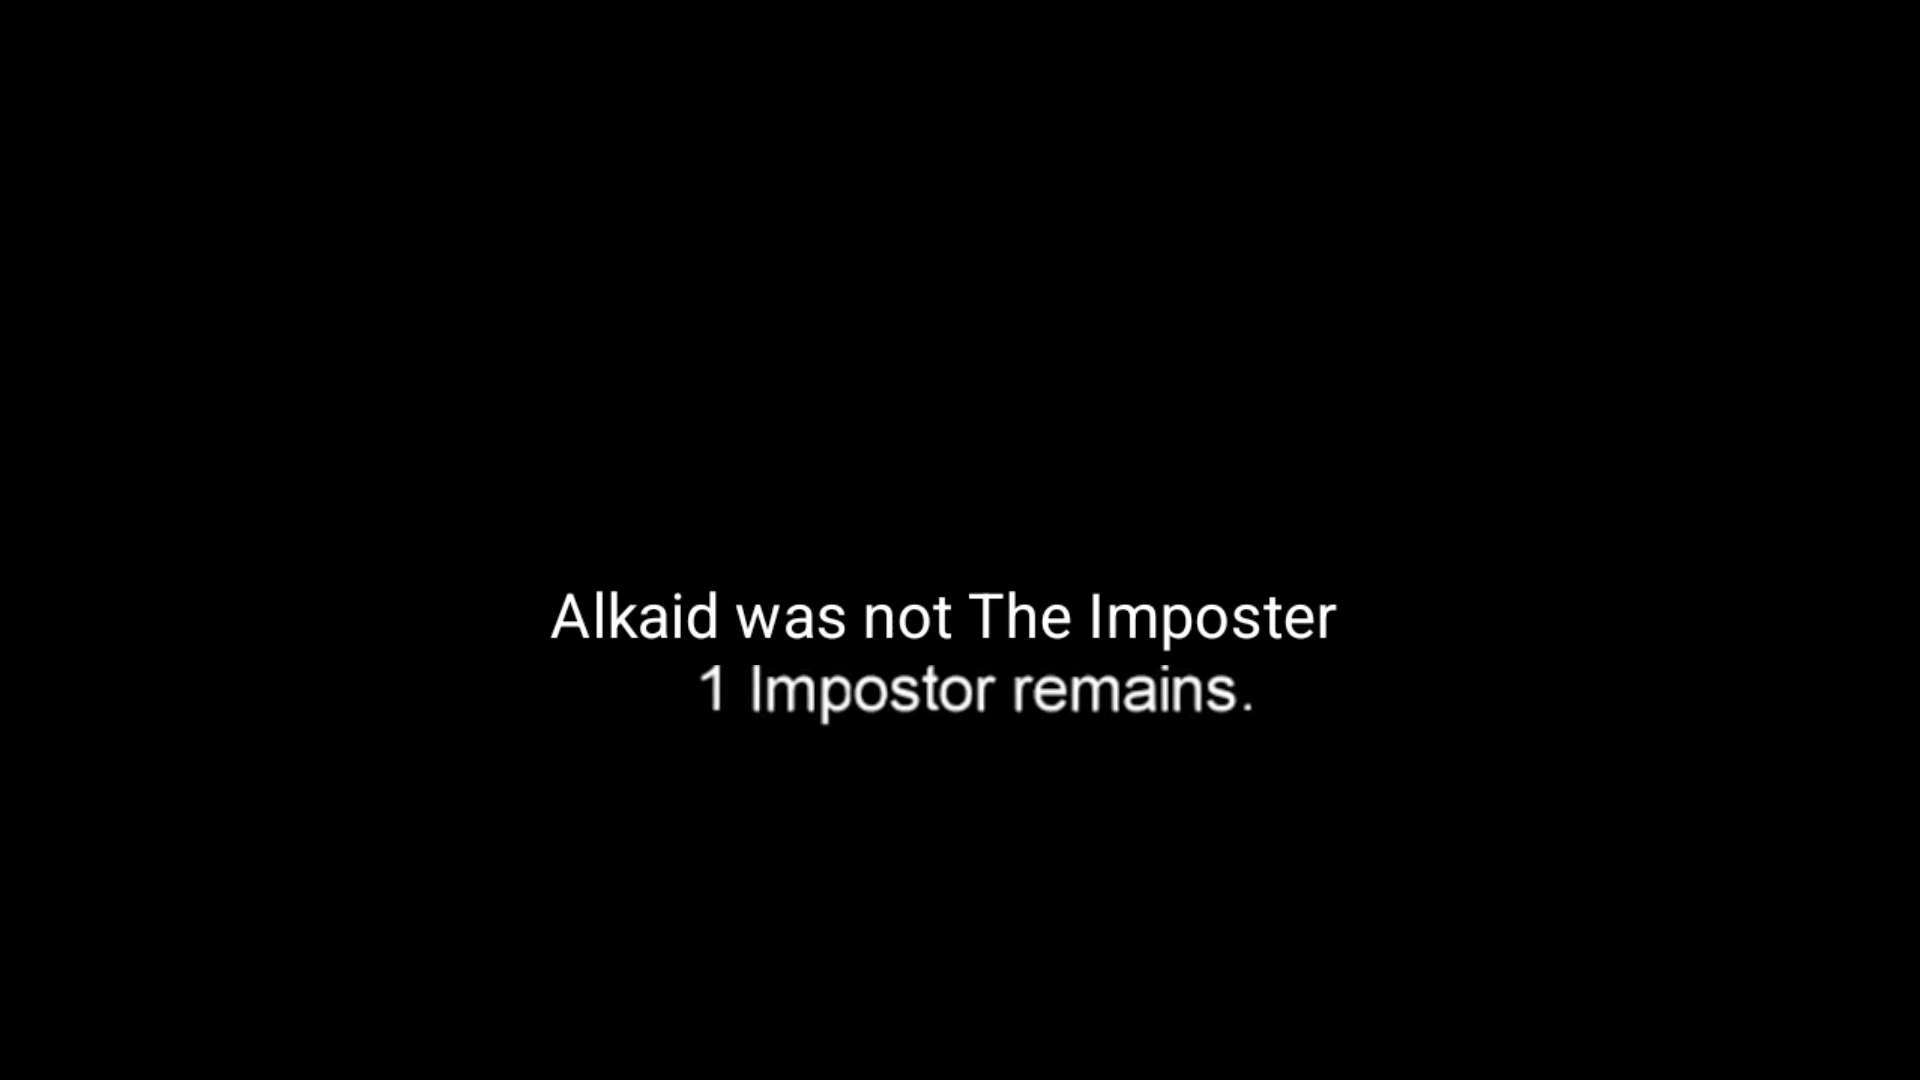 Alkaid was not The Imposter
1 Impostor remains.